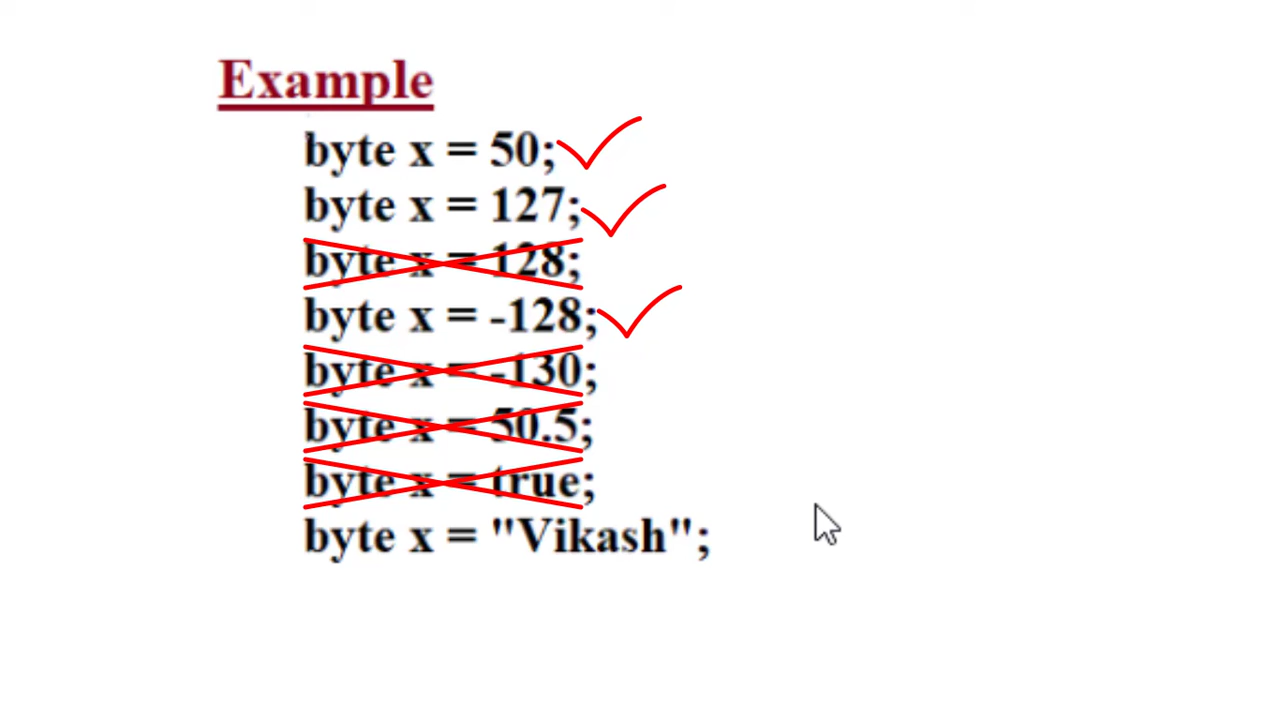 Example
byte x = 50;
byte x = 127;
byte x = 128;
byte x = -128;
byte x = -130;
byte x = 50.5;
byte x = true;
byte x = "Vikash";